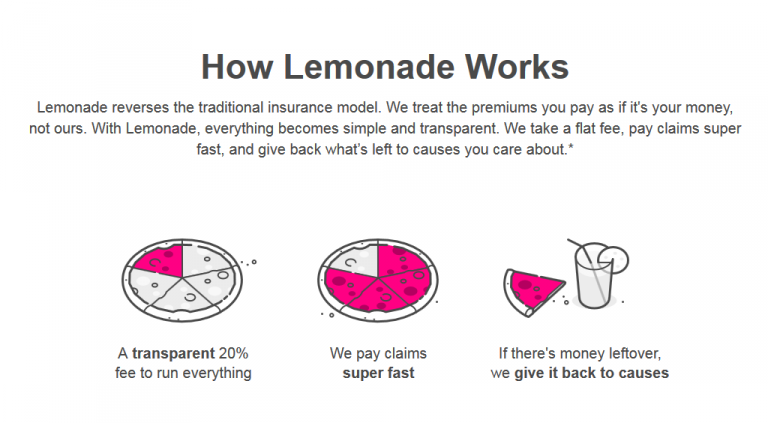 How Lemonade Works
Lemonade reverses the traditional insurance model. We treat the premiums you pay as if it's your money,
not ours. With Lemonade, everything becomes simple and transparent. We take a flat fee, pay claims super
fast, and give back what's left to causes you care about.*
A transparent 20%
fee to run everything
We pay claims
super fast
If there's money leftover,
we give it back to causes